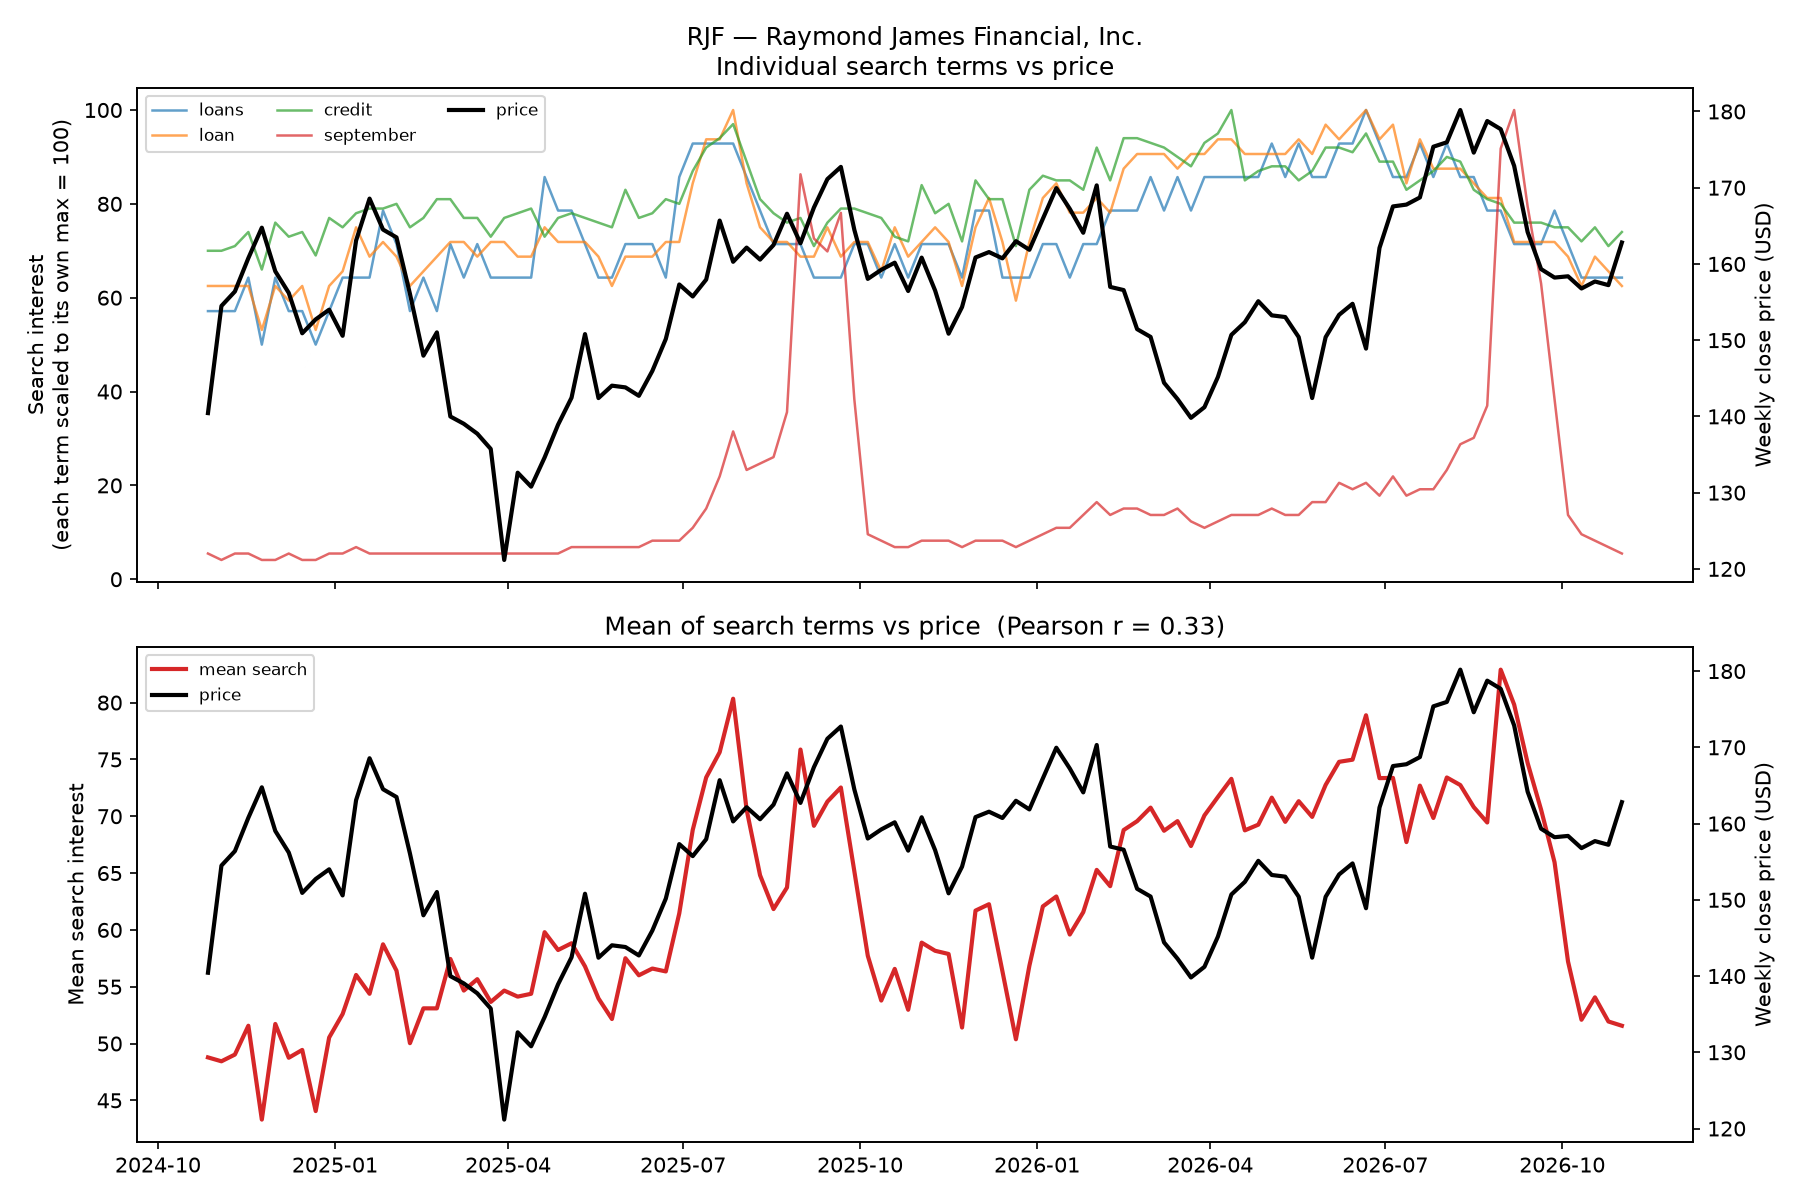 RJF — Raymond James Financial, Inc.
Individual search terms vs price
loans
loan
credit
september
price
Search interest
(each term scaled to its own max = 100)
100
80
60
40
20
0
Weekly close price (USD)
180
170
160
150
140
130
120
Mean of search terms vs price (Pearson r = 0.33)
mean search
price
Mean search interest
80
75
70
65
60
55
50
45
Weekly close price (USD)
180
170
160
150
140
130
120
2024-10
2025-01
2025-04
2025-07
2025-10
2026-01
2026-04
2026-07
2026-10